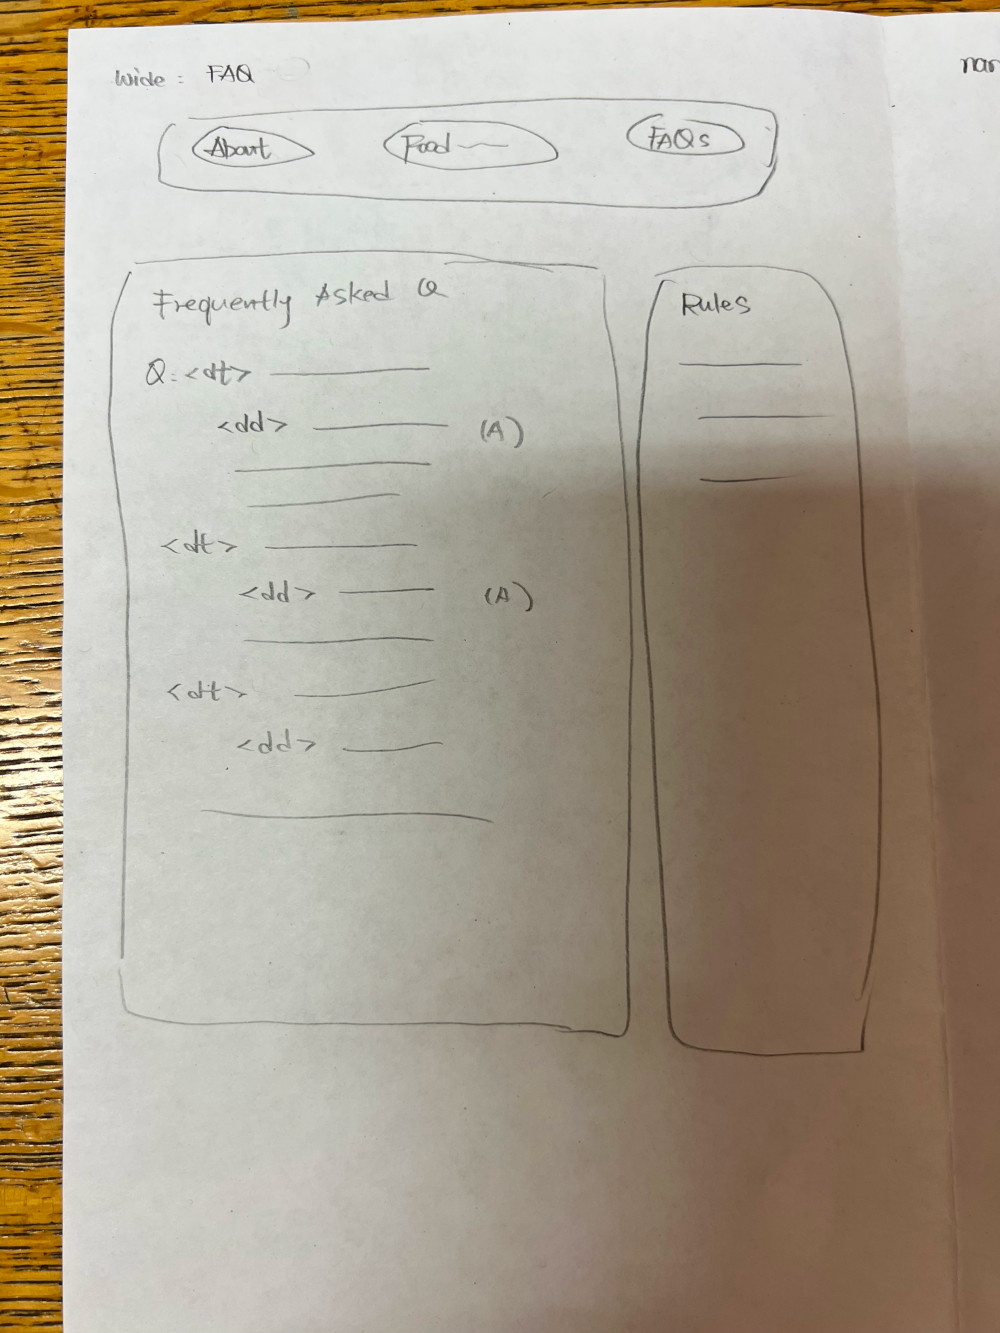 wide : FAQ
nar
About Food FAQs
Frequently Asked Q
Q: <dt>
<dd> (A)
<dt>
<dd> (A)
<dt>
<dd>
Rules